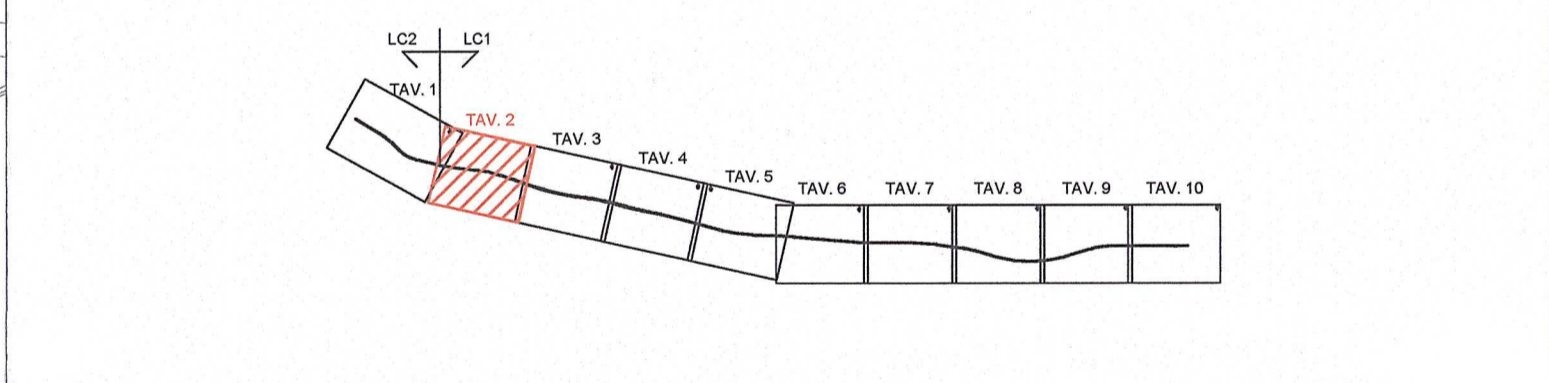 LC2 LC1
TAV. 1
TAV. 2
TAV. 3
TAV. 4
TAV. 5
TAV. 6
TAV. 7
TAV. 8
TAV. 9
TAV. 10